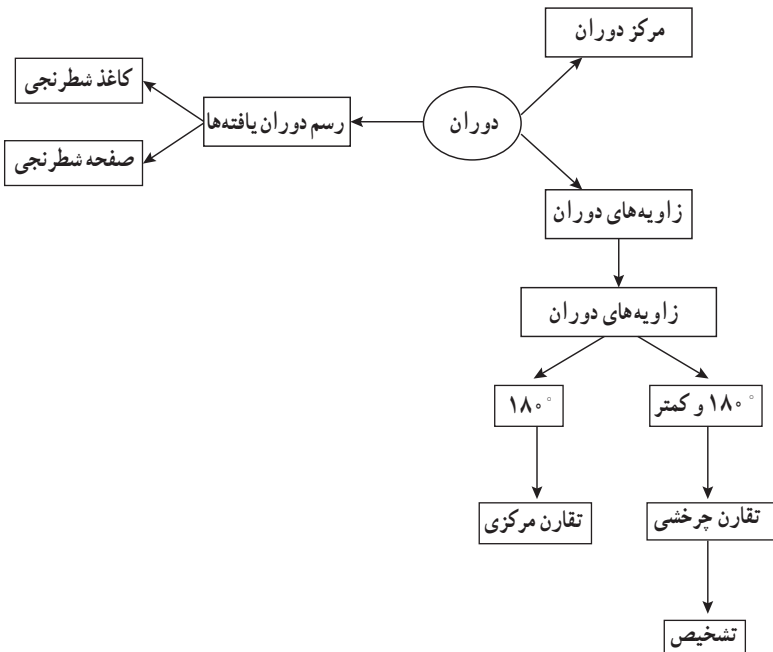 مرکز دوران
کاغذ شطرنجی
رسم دوران یافته‌ها
دوران
صفحه شطرنجی
زاویه‌های دوران
زاویه‌های دوران
۱۸۰° و کمتر
۱۸۰°
تقارن چرخشی
تقارن مرکزی
تشخیص